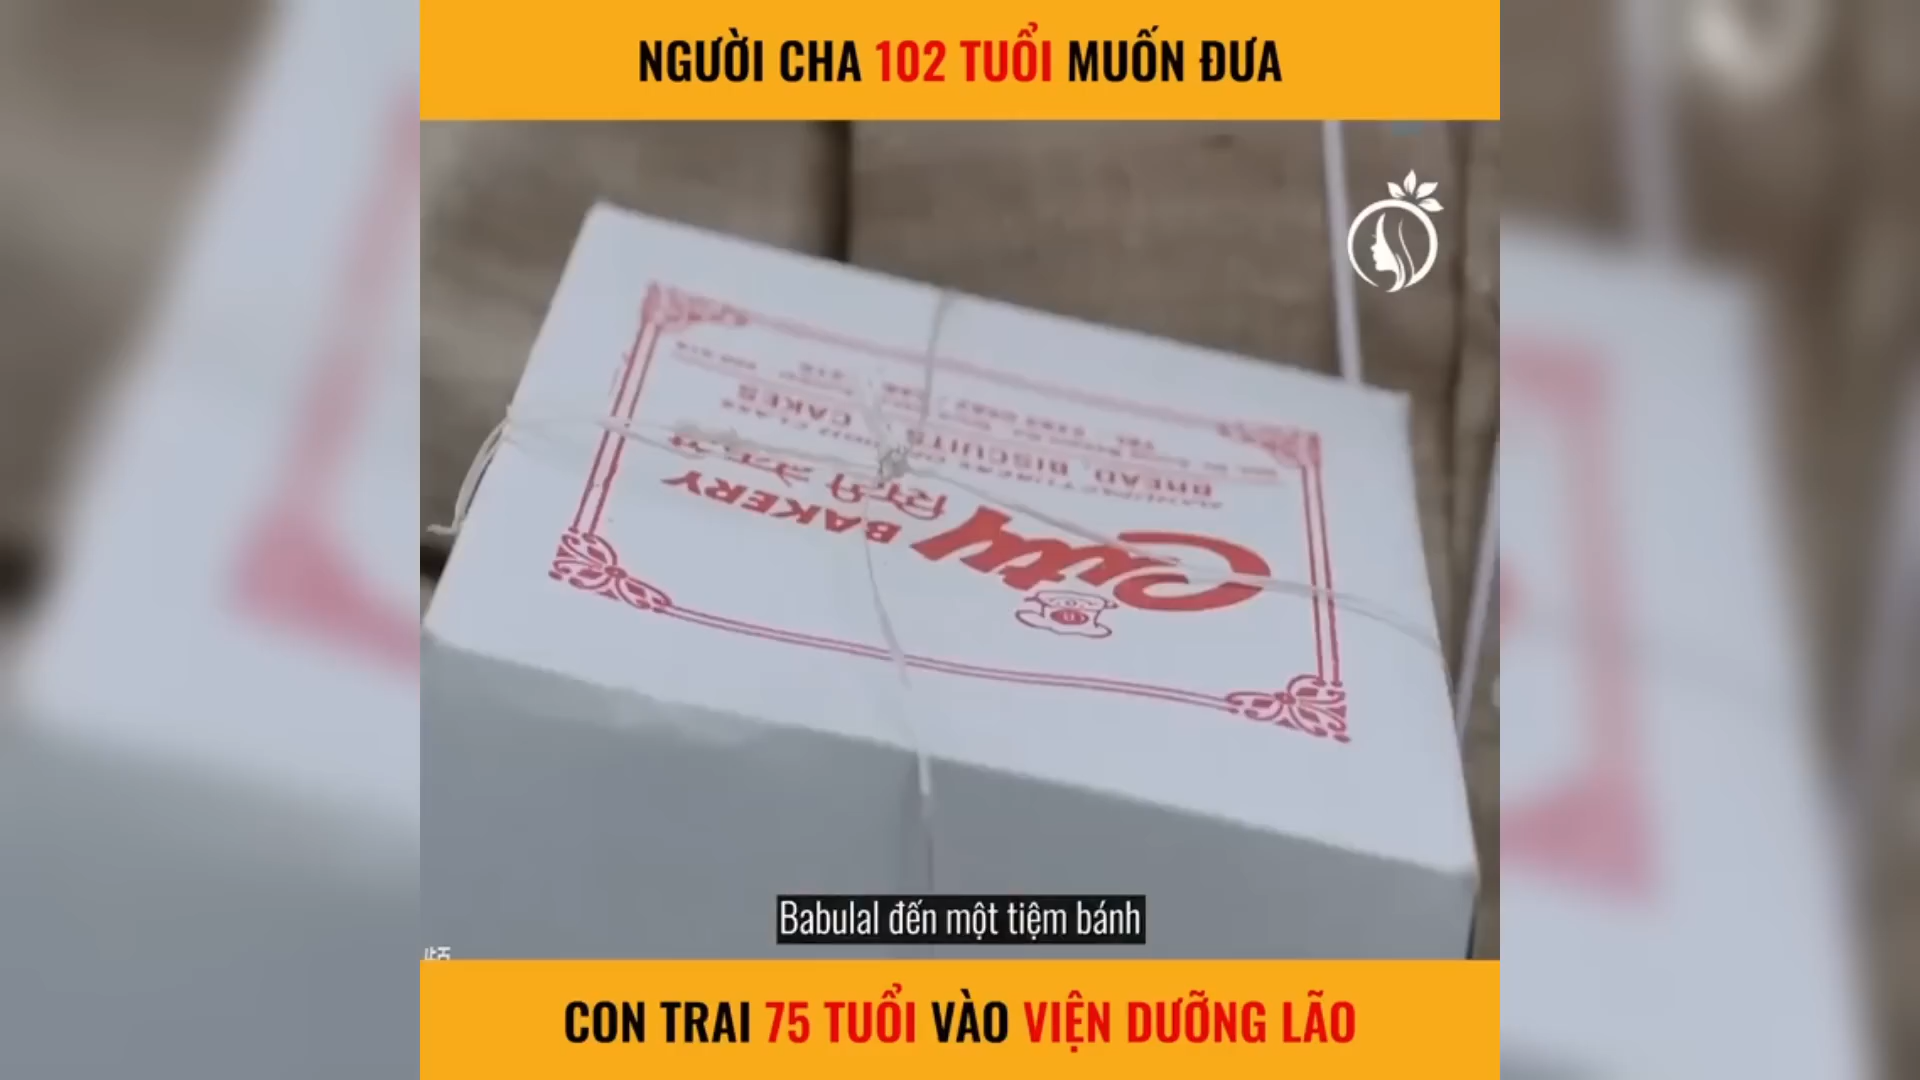 NGƯỜI CHA 102 TUỔI MUỐN ĐƯA
City
BAKERY
BREAD, BISCUITS
CAKES
Babulal đến một tiệm bánh
CON TRAI 75 TUỔI VÀO VIỆN DƯỠNG LÃO